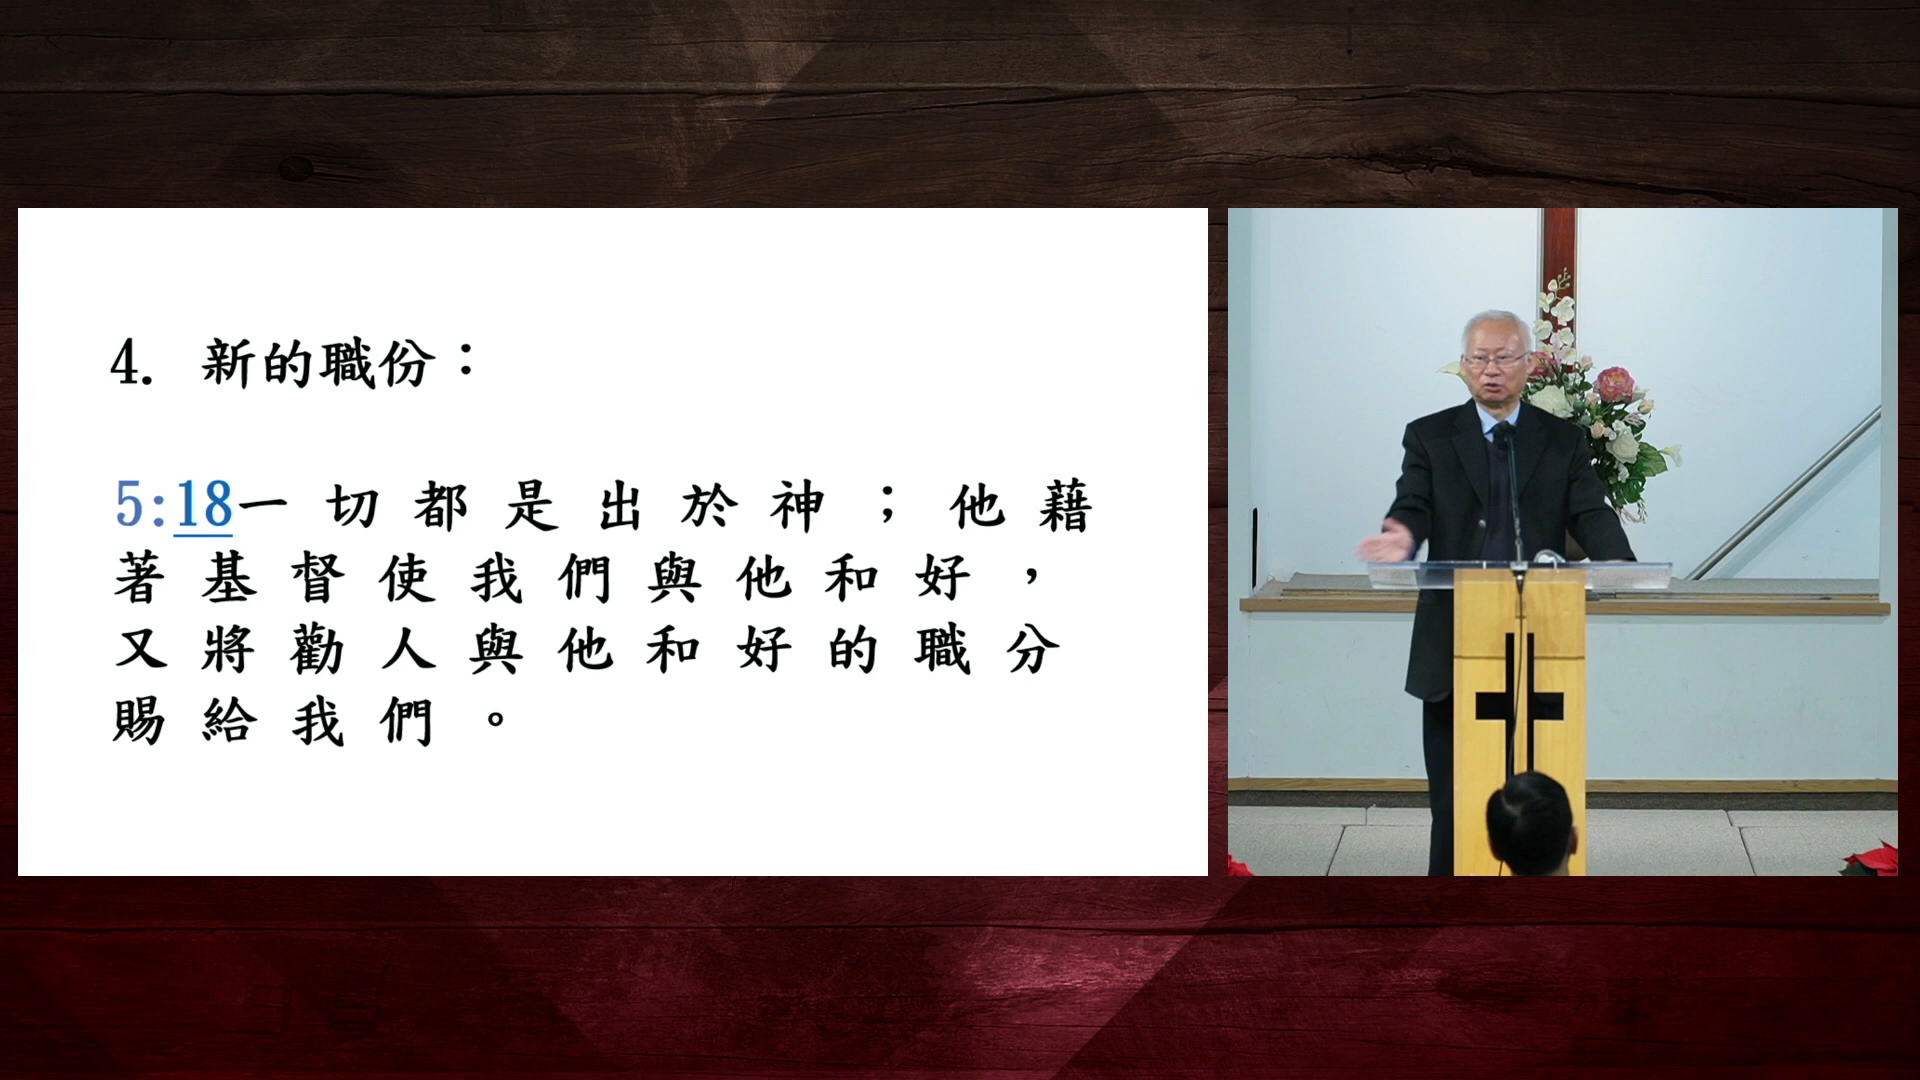 4. 新的職份：
5:18一切都是出於神；他藉
著基督使我們與他和好，
又將勸人與他和好的職分
賜給我們。